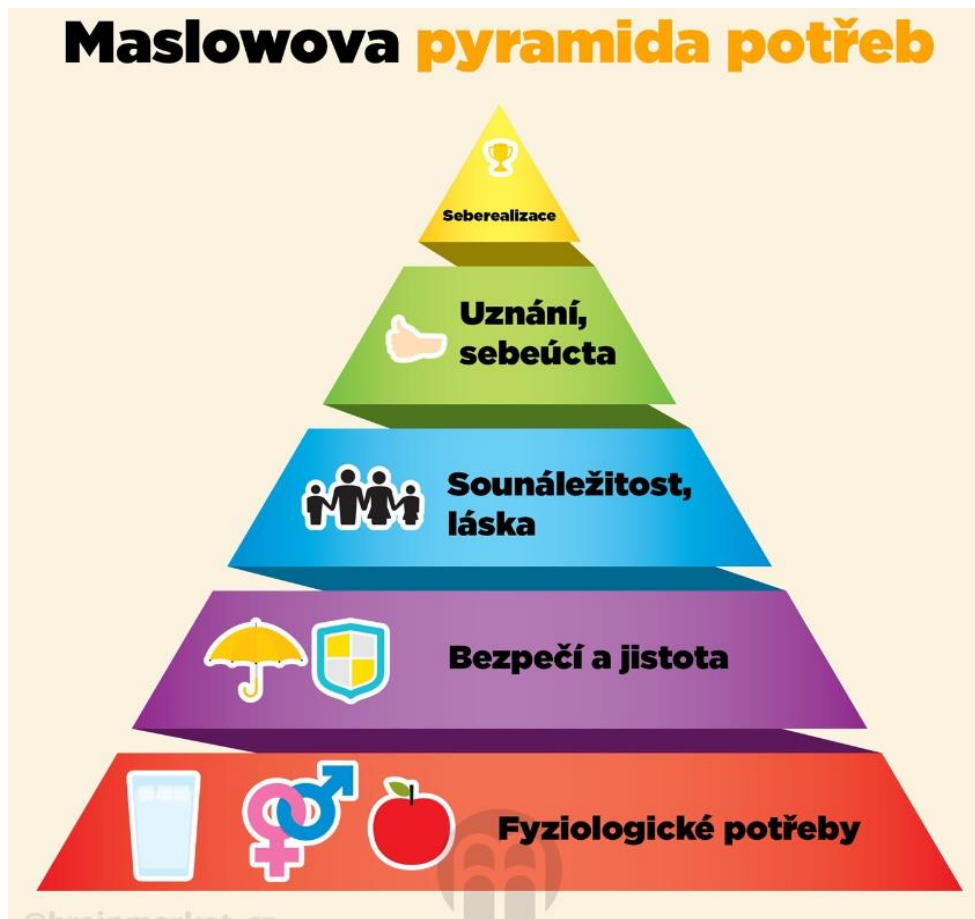 Maslowova pyramida potřeb
Seberealizace
Uznání,
sebeúcta
Sounáležitost,
láska
Bezpečí a jistota
Fyziologické potřeby